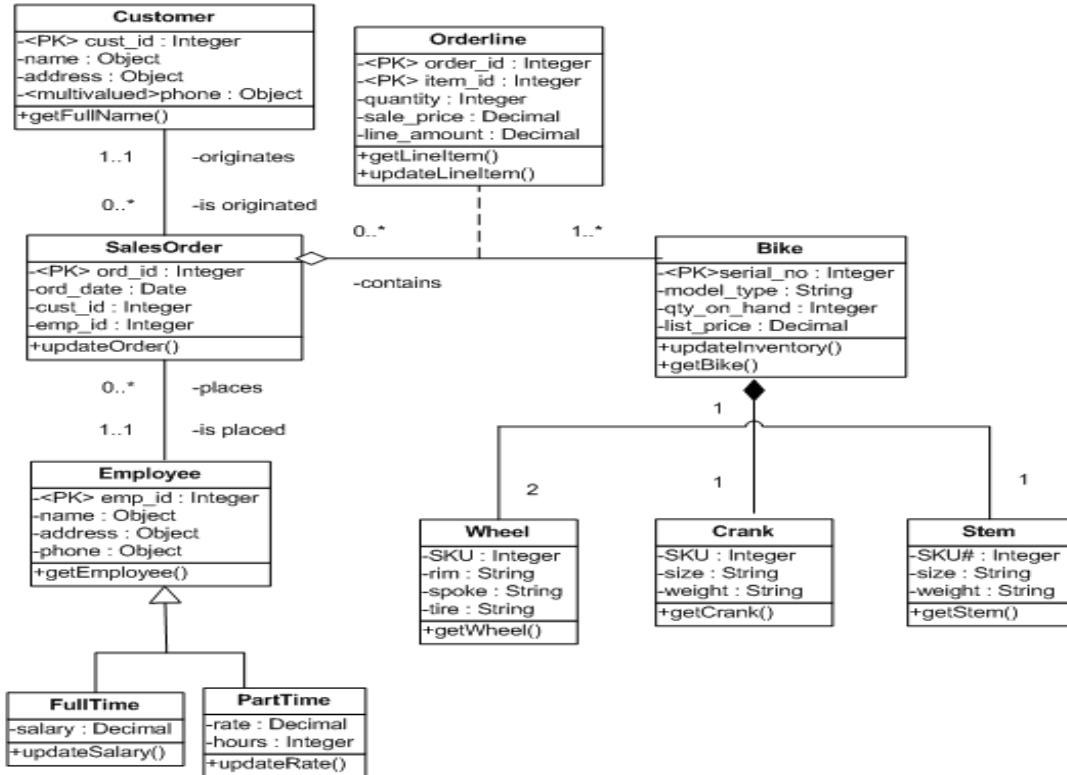 Customer
-<PK> cust_id : Integer
-name : Object
-address : Object
-<multivalued>phone : Object
+getFullName()
Orderline
-<PK> order_id : Integer
-<PK> item_id : Integer
-quantity : Integer
-sale_price : Decimal
-line_amount : Decimal
+getLineItem()
+updateLineItem()
1..1 -originates
0..* -is originated
SalesOrder
-<PK> ord_id : Integer
-ord_date : Date
-cust_id : Integer
-emp_id : Integer
+updateOrder()
0..* 1..*
-contains
Bike
-<PK>serial_no : Integer
-model_type : String
-qty_on_hand : Integer
-list_price : Decimal
+updateInventory()
+getBike()
0..* -places
1..1 -is placed
Employee
-<PK> emp_id : Integer
-name : Object
-address : Object
-phone : Object
+getEmployee()
1
2
1
1
Wheel
-SKU : Integer
-rim : String
-spoke : String
-tire : String
+getWheel()
Crank
-SKU : Integer
-size : String
-weight : String
+getCrank()
Stem
-SKU# : Integer
-size : String
-weight : String
+getStem()
FullTime
-salary : Decimal
+updateSalary()
PartTime
-rate : Decimal
-hours : Integer
+updateRate()